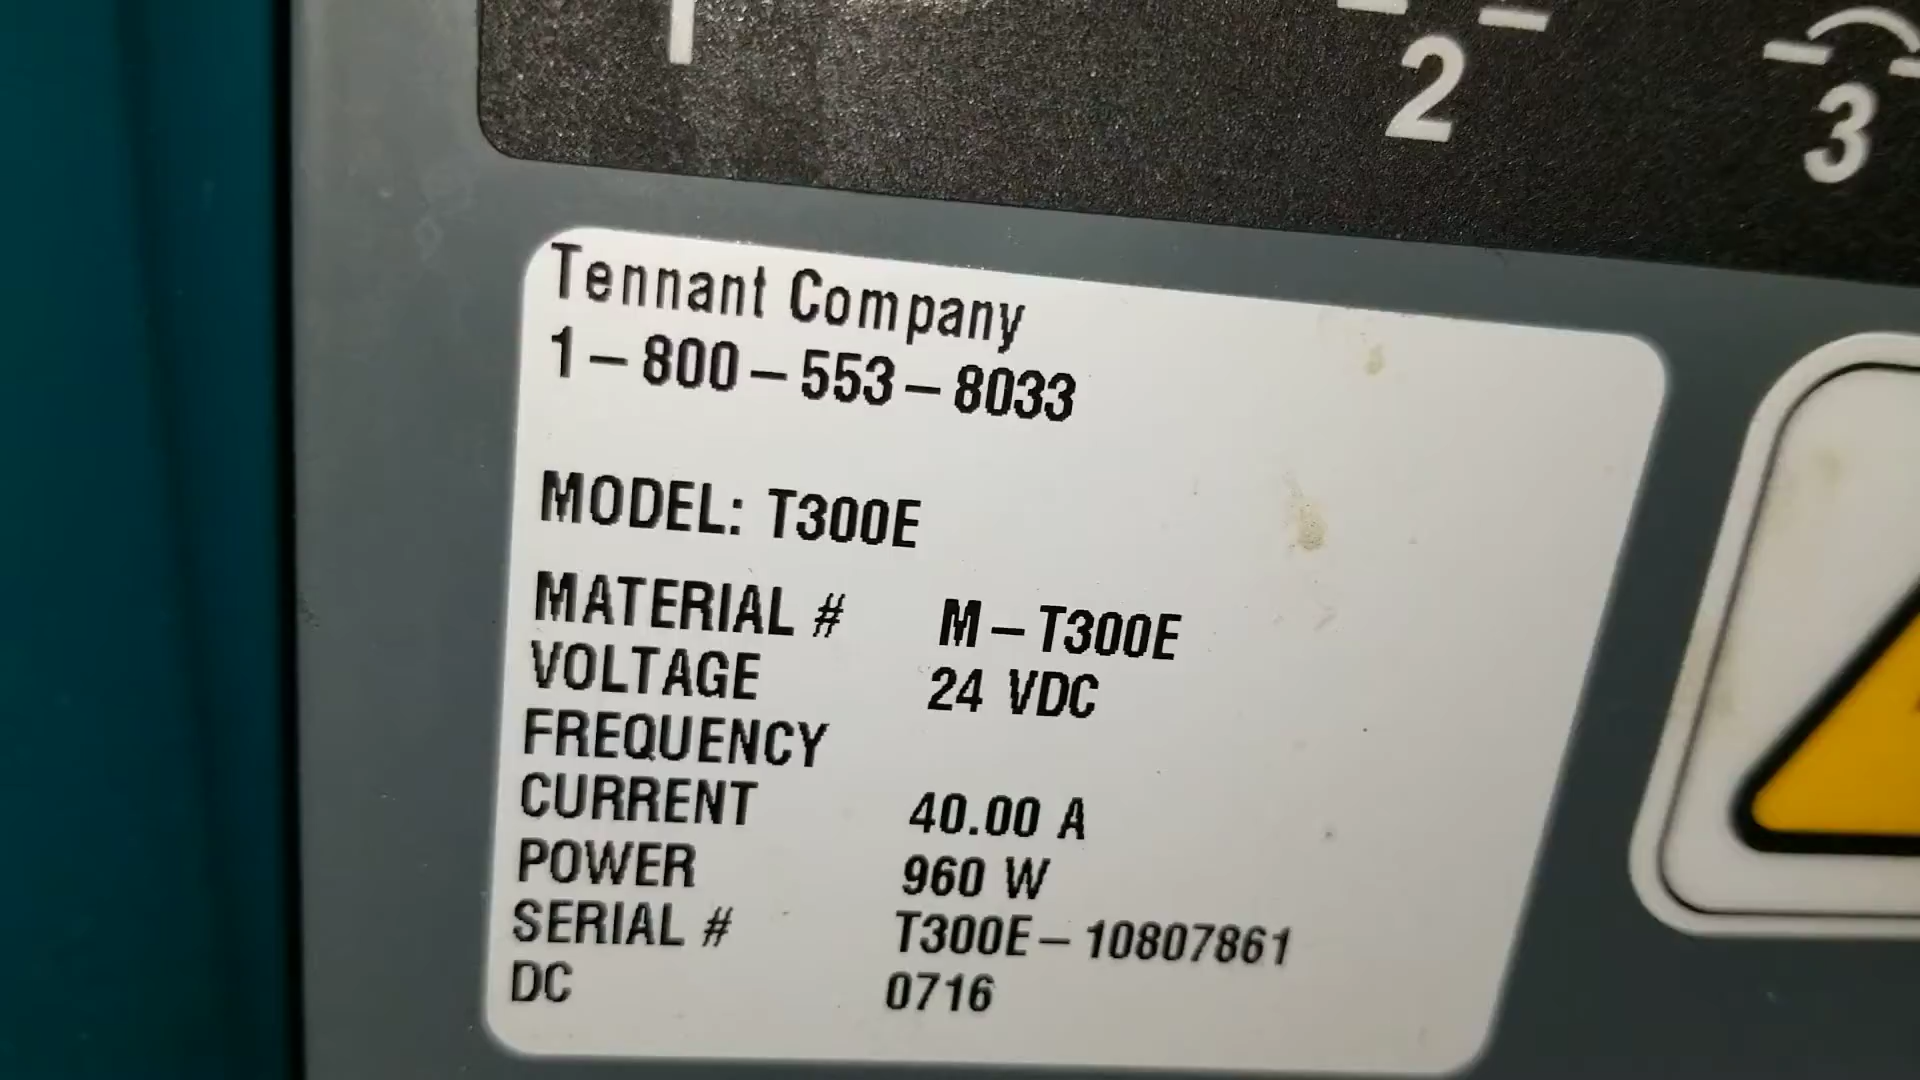 1
2
3
Tennant Company
1-800-553-8033
MODEL: T300E
MATERIAL # M-T300E
VOLTAGE 24 VDC
FREQUENCY
CURRENT 40.00 A
POWER 960 W
SERIAL # T300E-10807861
DC 0716